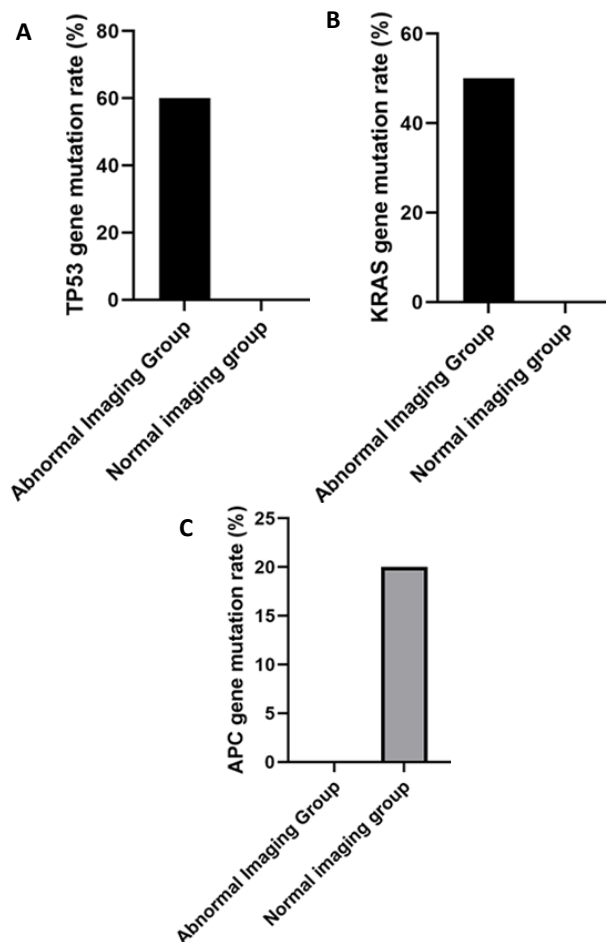 A
TP53 gene mutation rate (%)
80
60
40
20
0
Abnormal Imaging Group
Normal imaging group
B
KRAS gene mutation rate (%)
60
40
20
0
Abnormal Imaging Group
Normal imaging group
C
APC gene mutation rate (%)
25
20
15
10
5
0
Abnormal Imaging Group
Normal imaging group